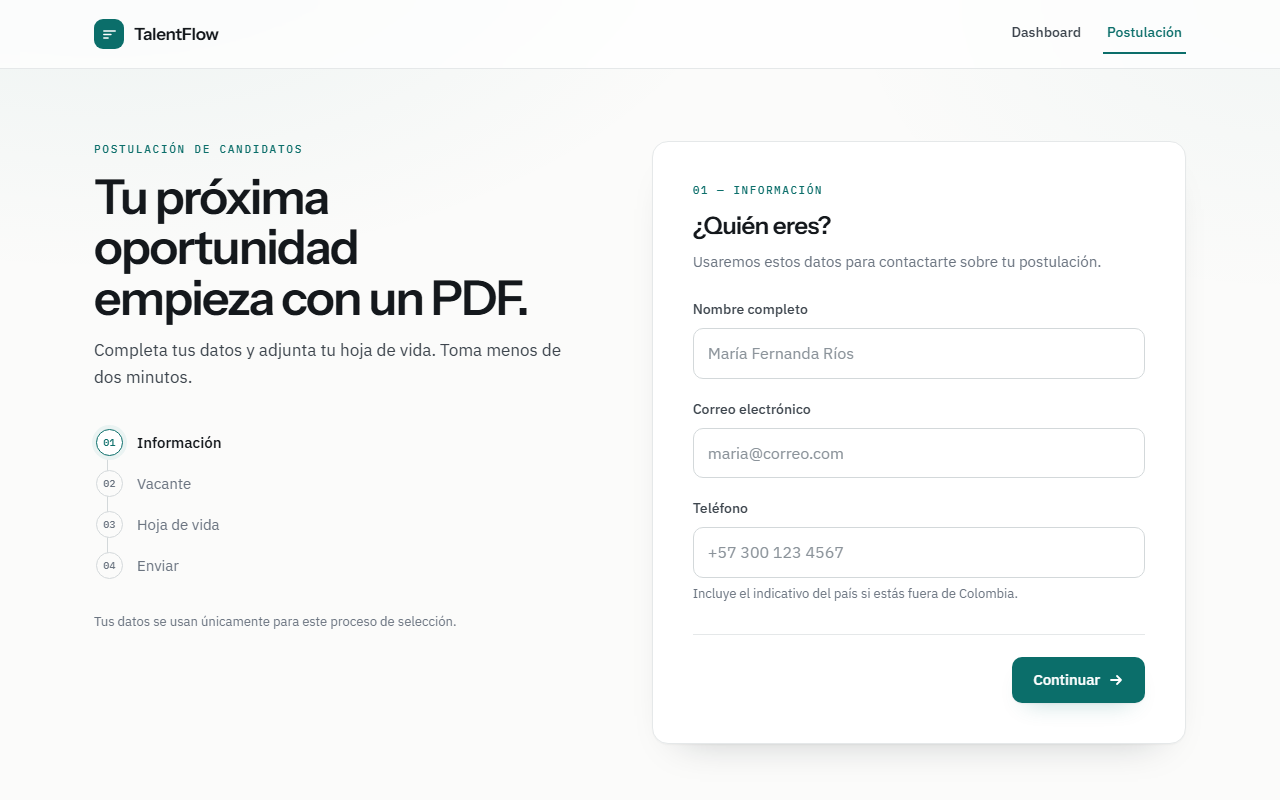 TalentFlow
Dashboard
Postulación
POSTULACIÓN DE CANDIDATOS
Tu próxima
oportunidad
empieza con un PDF.
Completa tus datos y adjunta tu hoja de vida. Toma menos de
dos minutos.
01 Información
02 Vacante
03 Hoja de vida
04 Enviar
Tus datos se usan únicamente para este proceso de selección.
01 — INFORMACIÓN
¿Quién eres?
Usaremos estos datos para contactarte sobre tu postulación.
Nombre completo
María Fernanda Ríos
Correo electrónico
maria@correo.com
Teléfono
+57 300 123 4567
Incluye el indicativo del país si estás fuera de Colombia.
Continuar →